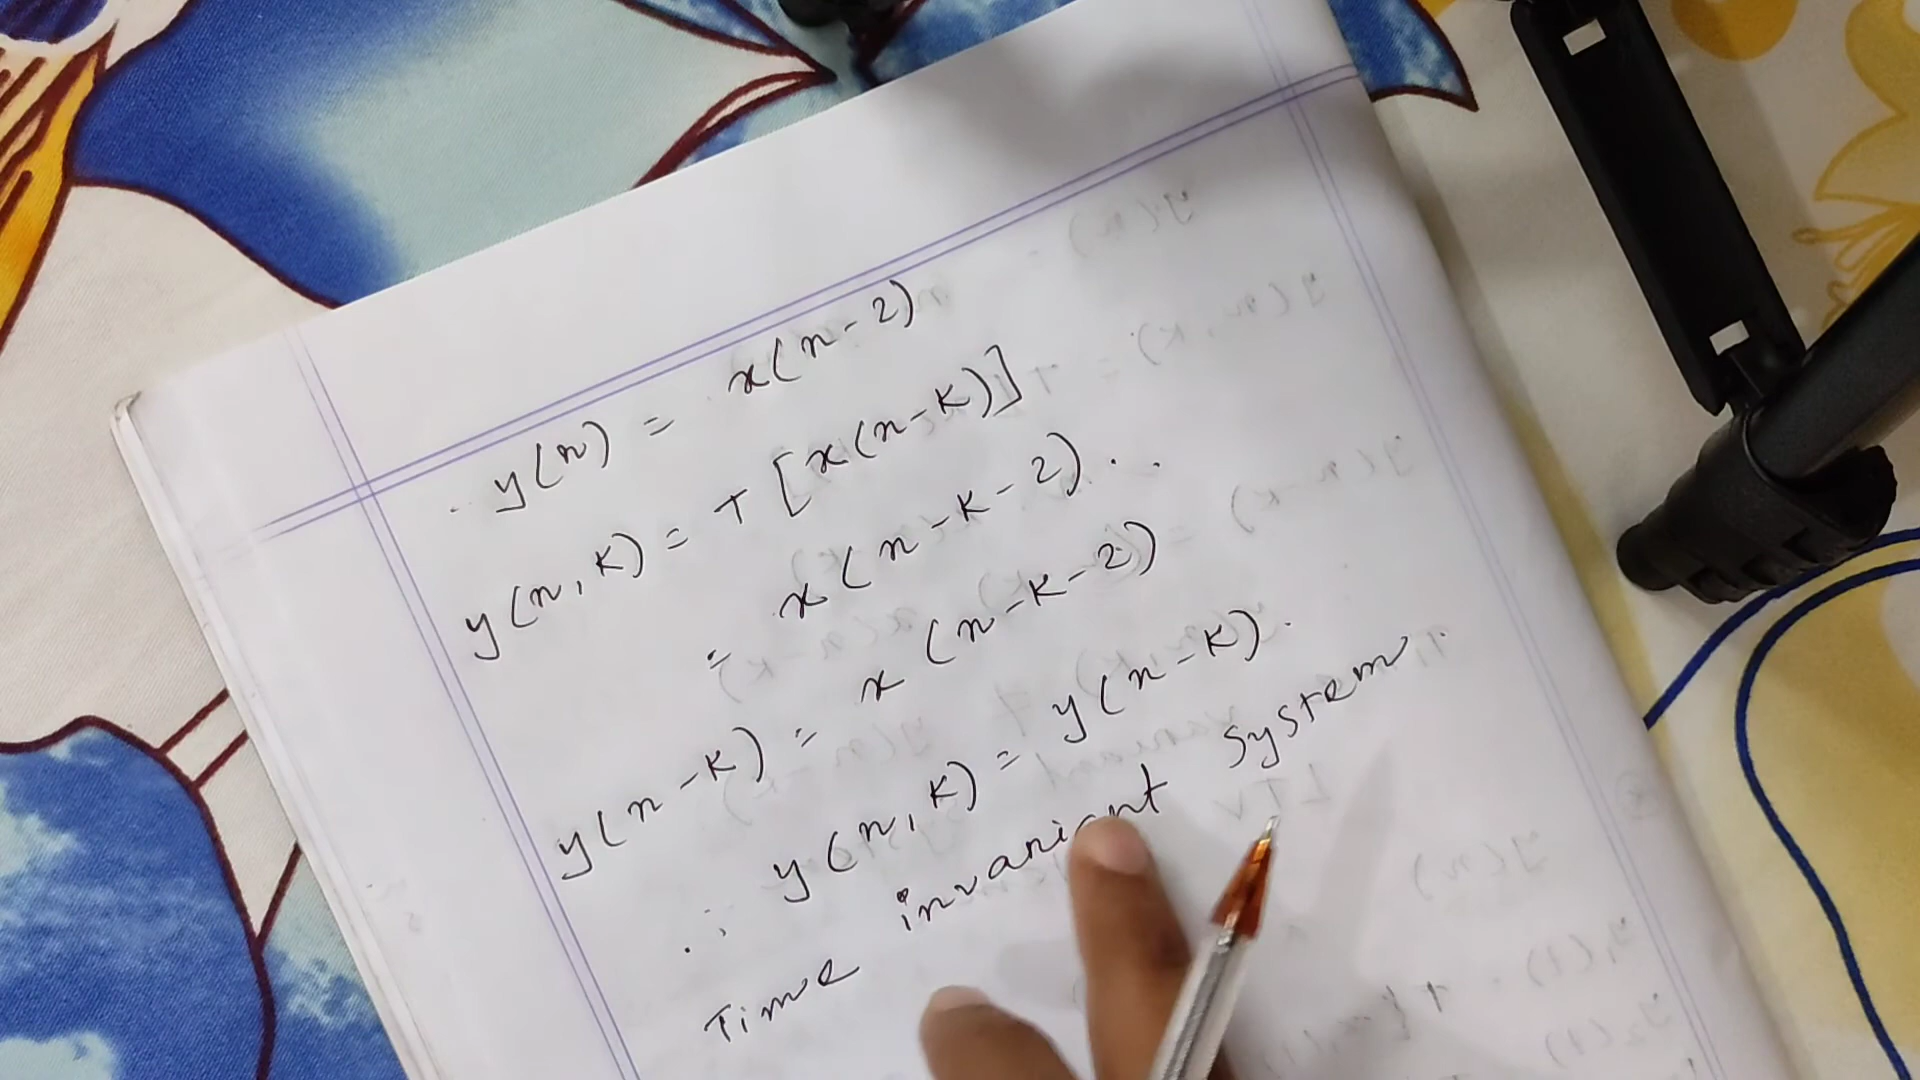 y(n) = x(n-2)
y(n, k) = T [x(n-k)]
= x(n-k-2)
y(n-k) = x(n-k-2)
∴ y(n, k) = y(n-k).
Time invariant system.